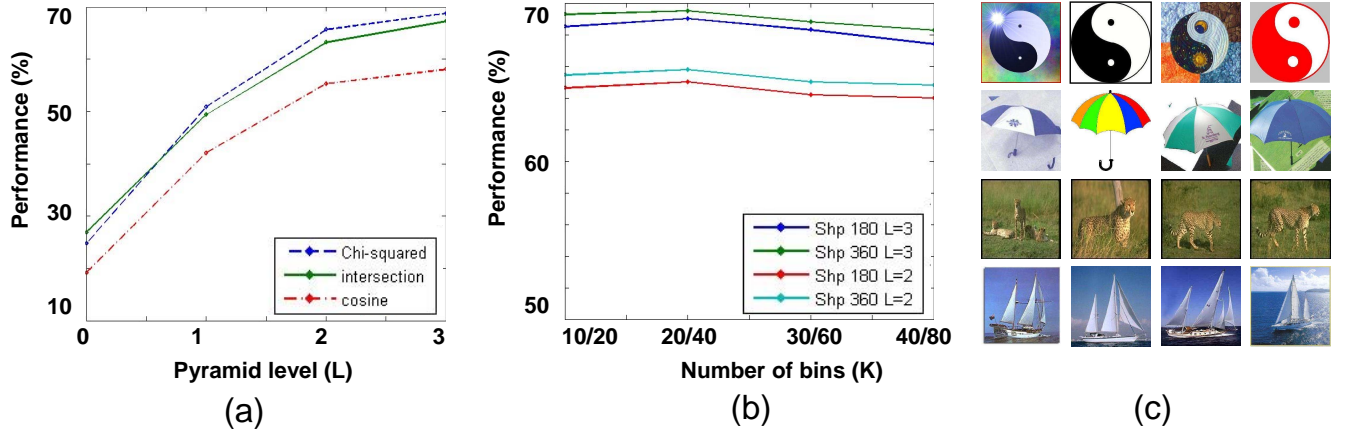 70
50
30
10
Performance (%)
0 1 2 3
Pyramid level (L)
Chi-squared
intersection
cosine
(a)
70
60
50
Performance (%)
10/20 20/40 30/60 40/80
Number of bins (K)
Shp 180 L=3
Shp 360 L=3
Shp 180 L=2
Shp 360 L=2
(b)
(c)